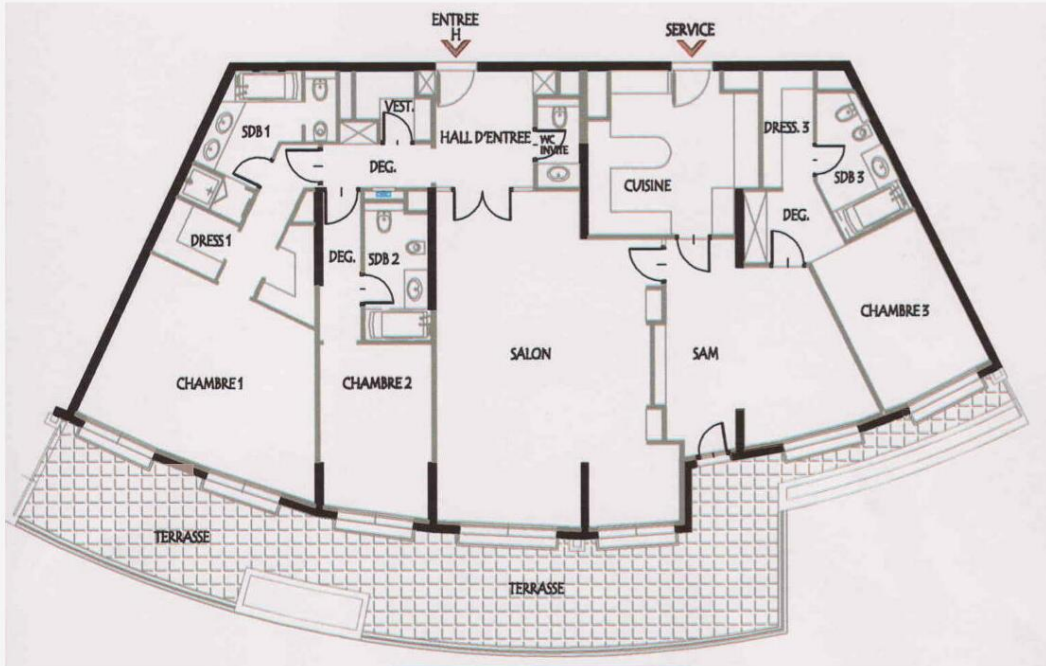 ENTREE
H
SERVICE
SDB 1
VEST.
HALL D'ENTREE
WC
INVITE
DEG.
CUISINE
DRESS. 3
SDB 3
DEG.
DRESS 1
DEG.
SDB 2
CHAMBRE 1
CHAMBRE 2
SALON
SAM
CHAMBRE 3
TERRASSE
TERRASSE